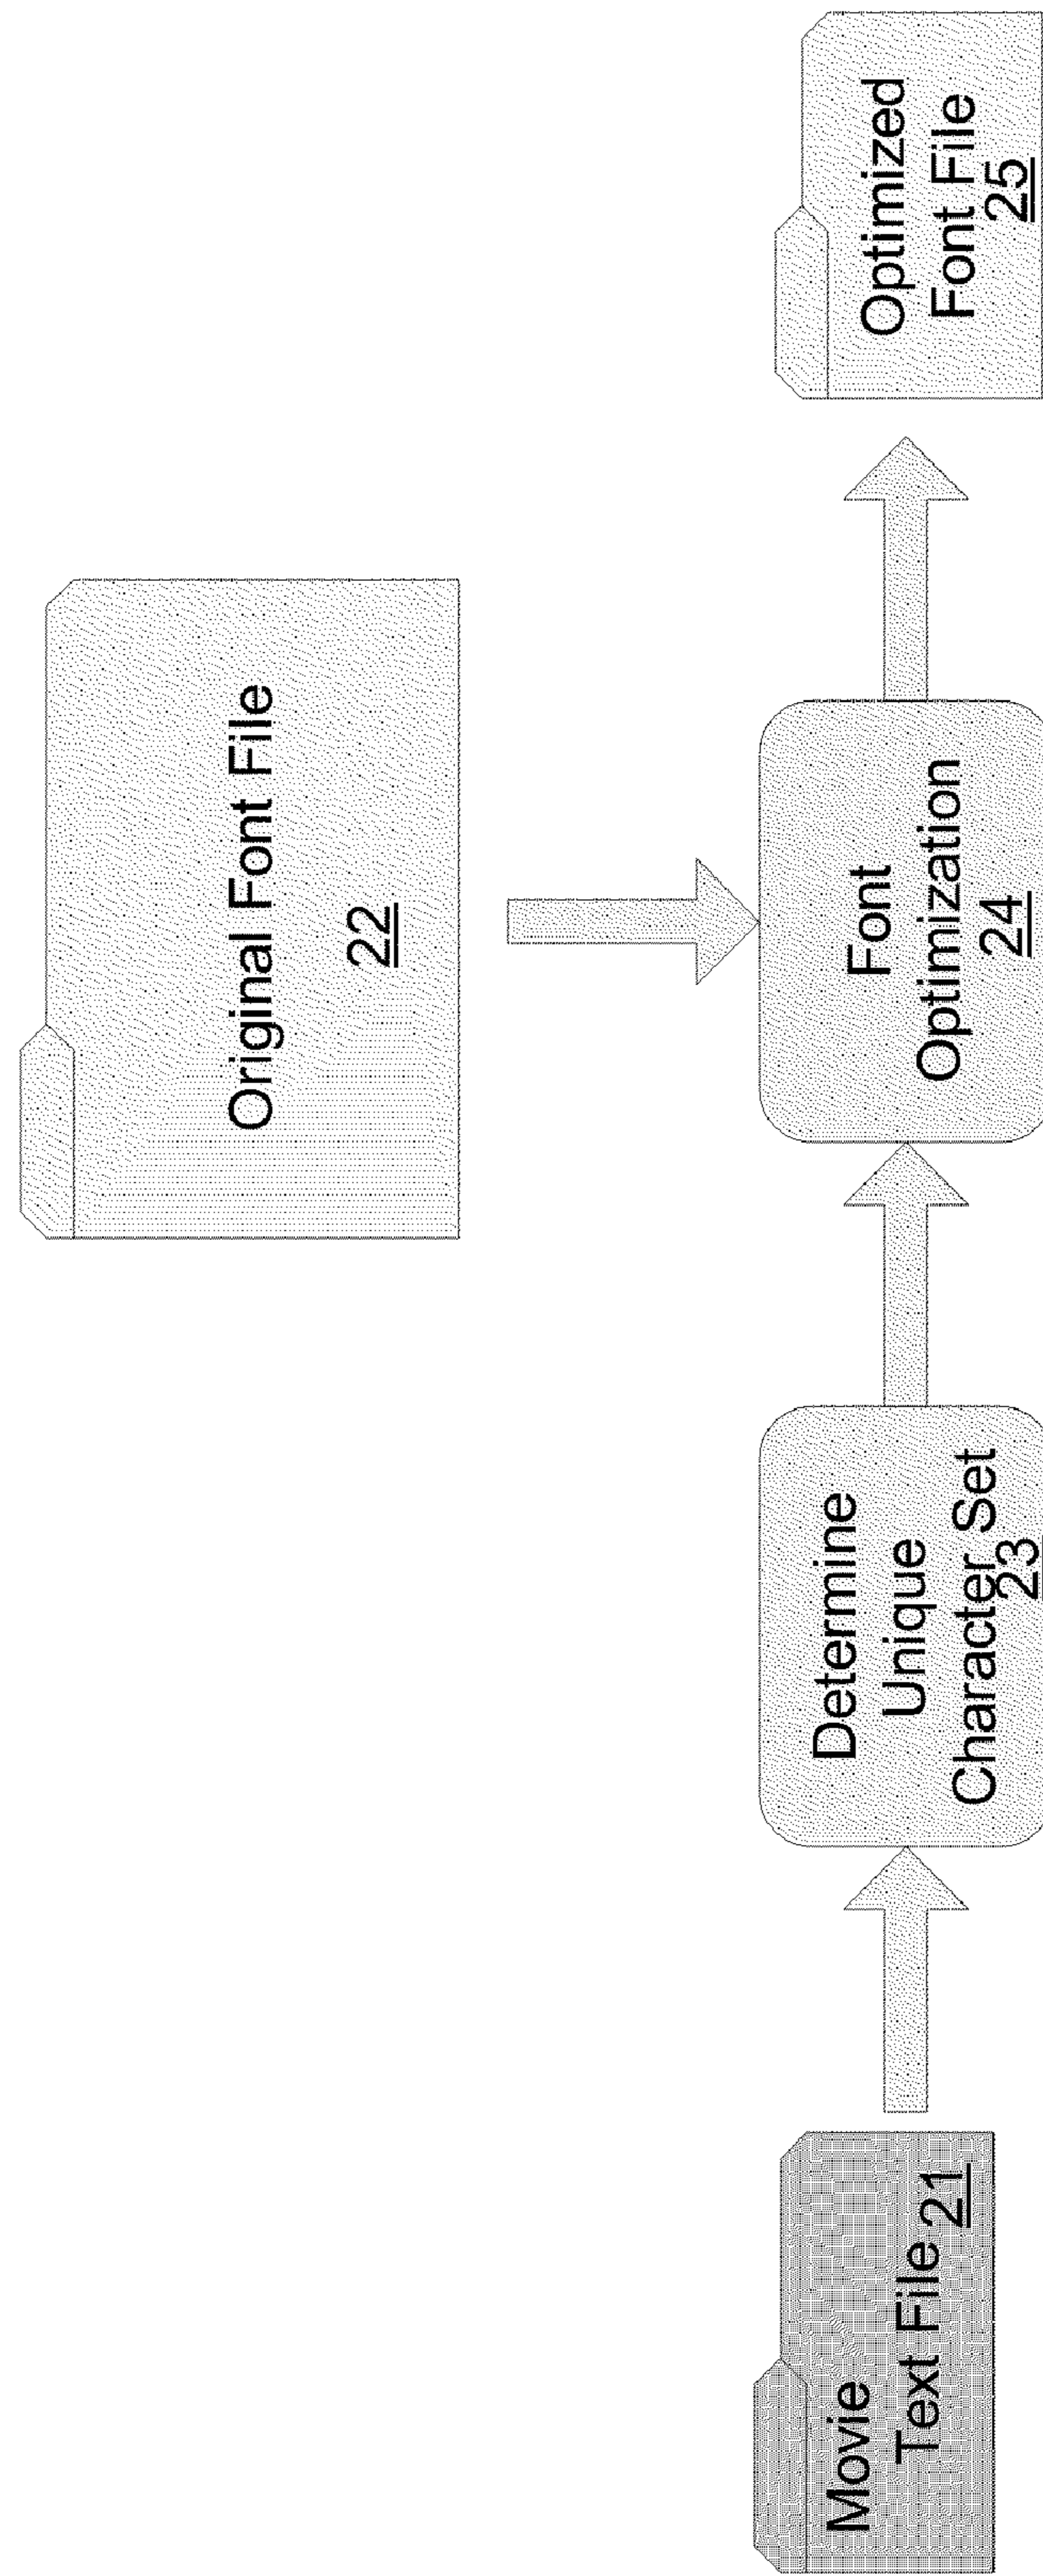 Original Font File
22
Movie
Text File 21
Determine
Unique
Character Set
23
Font
Optimization
24
Optimized
Font File
25